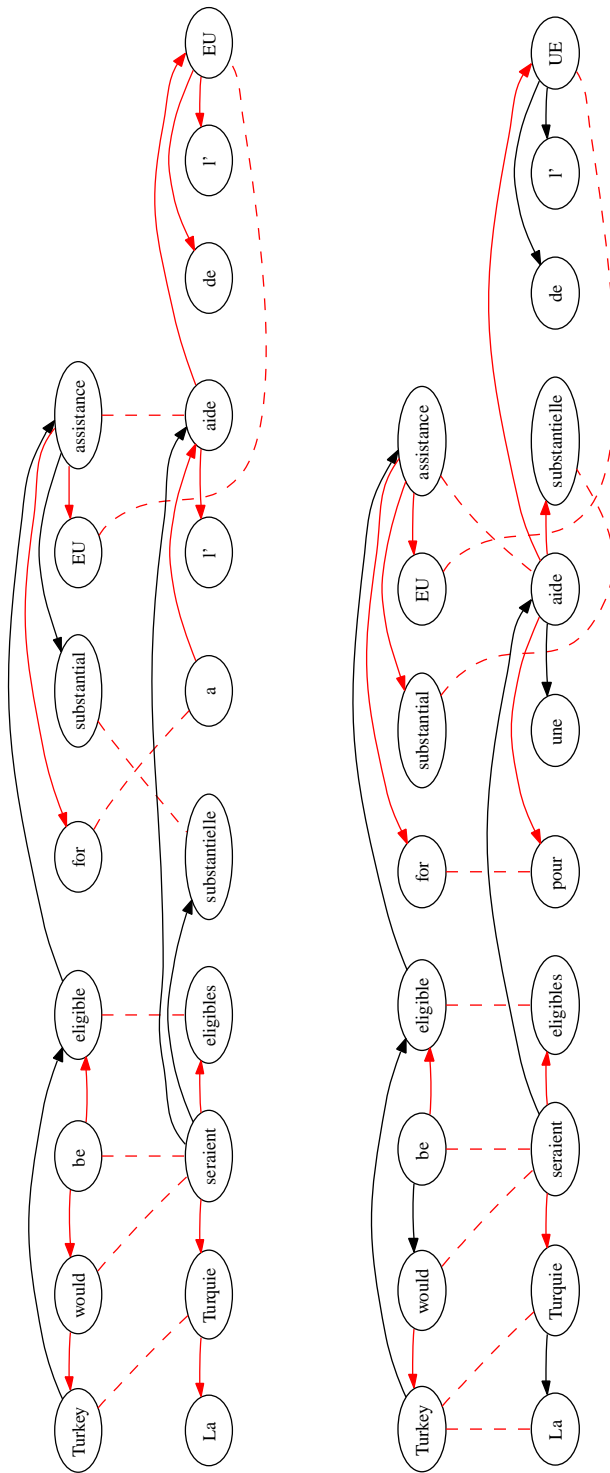 Turkey would be eligible for substantial EU assistance
La Turquie seraient eligibles substantielle a l' aide de l' EU
Turkey would be eligible for substantial EU assistance
La Turquie seraient eligibles pour une aide substantielle de l' UE